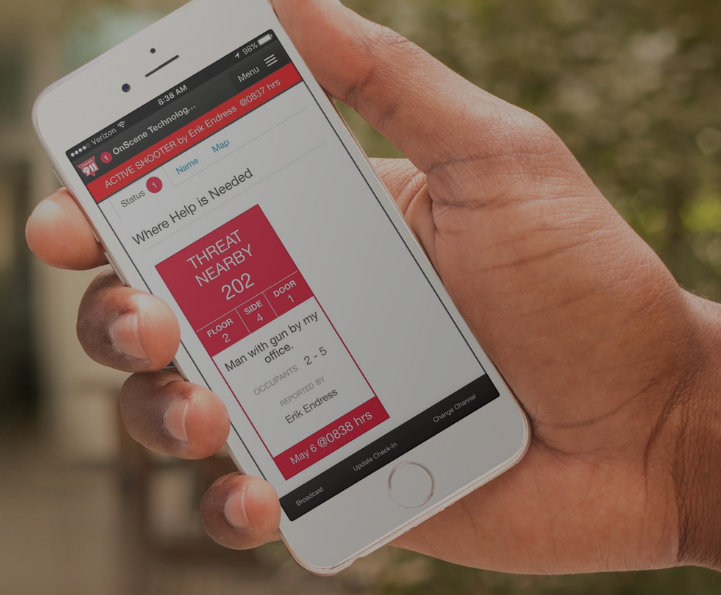 Verizon 8:38 AM 96%
911 1 OnScene Technolog... Menu
ACTIVE SHOOTER by Erik Endress @0837 hrs
Status 1 Name Map
Where Help is Needed
THREAT
NEARBY
202
FLOOR SIDE DOOR
2 4 1
Man with gun by my
office.
OCCUPANTS 2 - 5
REPORTED BY
Erik Endress
May 6 @0838 hrs
Broadcast Update Check-in Change Channel